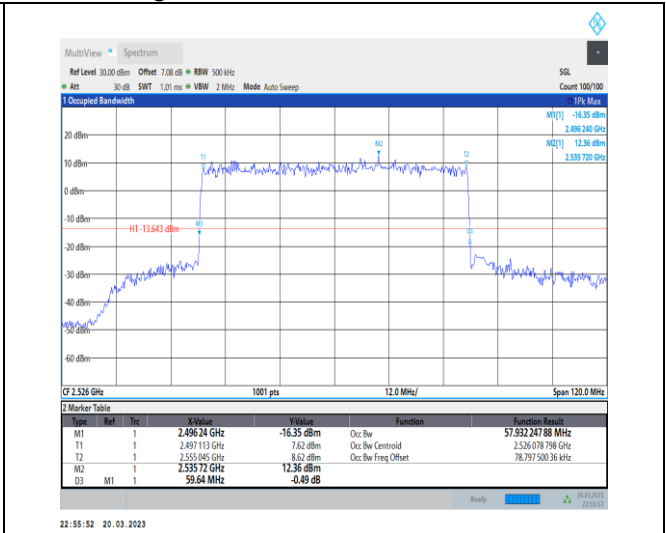 MultiView Spectrum
Ref Level 30.00 dBm Offset 7.08 dB RBW 500 kHz SGL
Att 30 dB SWT 1.01 ms VBW 2 MHz Mode Auto Sweep Count 100/100
1 Occupied Bandwidth 1Pk Max
M1[1] -16.35 dBm
2.496 240 GHz
M2[1] 12.36 dBm
2.535 720 GHz
20 dBm
M2
T1 T2
10 dBm
0 dBm
-10 dBm
M1
H1 -13.643 dBm
D3
-20 dBm
-30 dBm
-40 dBm
-50 dBm
-60 dBm
CF 2.526 GHz 1001 pts 12.0 MHz/ Span 120.0 MHz
2 Marker Table
Type Ref Trc X-Value Y-Value Function Function Result
M1 1 2.496 24 GHz -16.35 dBm Occ Bw 57.932 247 88 MHz
T1 1 2.497 113 GHz 7.62 dBm Occ Bw Centroid 2.526 078 798 GHz
T2 1 2.555 045 GHz 8.62 dBm Occ Bw Freq Offset 78.797 500 36 kHz
M2 1 2.535 72 GHz 12.36 dBm
D3 M1 1 59.64 MHz -0.49 dB
Ready 20.03.2023
22:55:52
22:55:52 20.03.2023